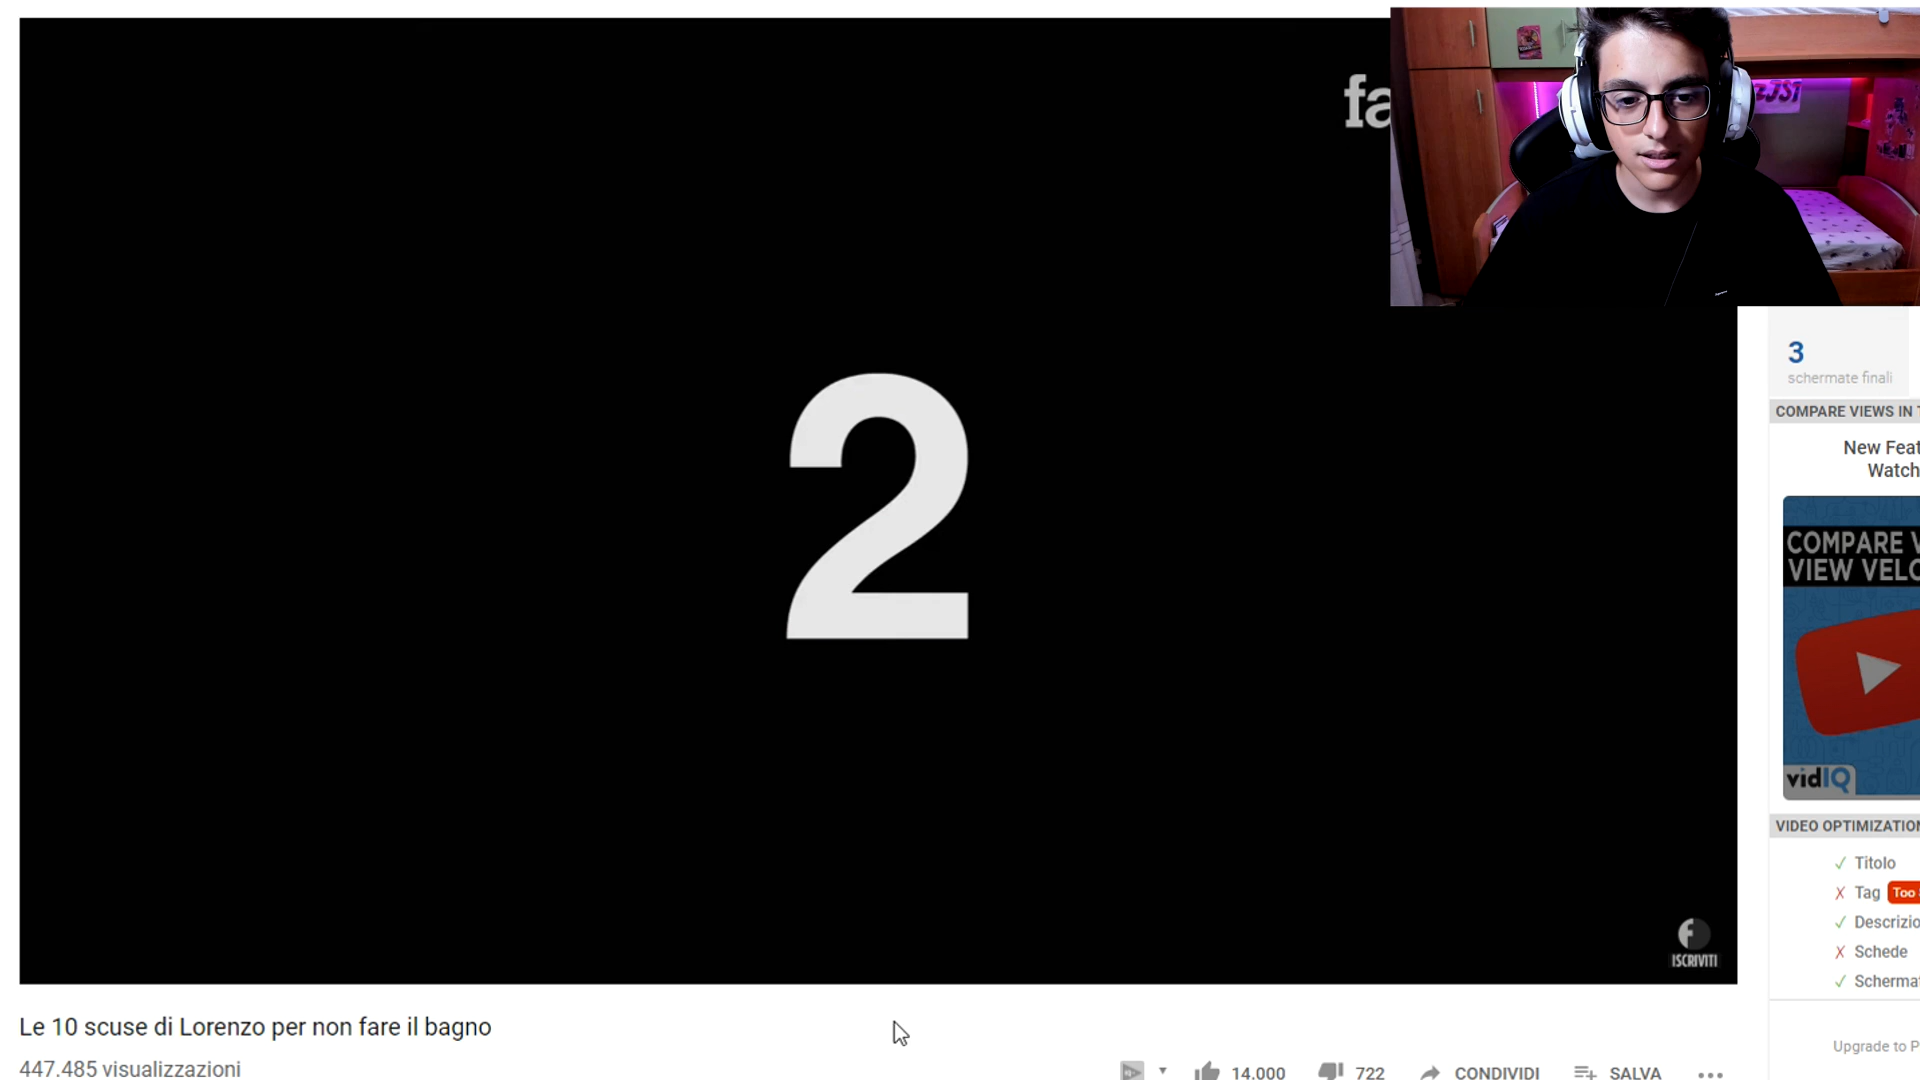 fa
2
ISCRIVITI
Le 10 scuse di Lorenzo per non fare il bagno
447.485 visualizzazioni
14.000
722
CONDIVIDI
SALVA
3
schermate finali
COMPARE VIEWS IN
New Feat
Watch
COMPARE
VIEW VELO
vidIQ
VIDEO OPTIMIZATION
✓ Titolo
X Tag Too
✓ Descrizio
X Schede
✓ Schermat
Upgrade to P